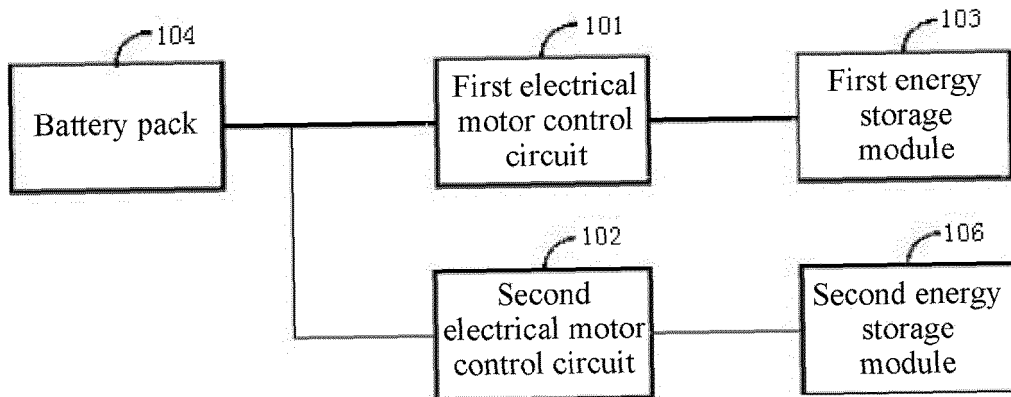 104
101
103
Battery pack
First electrical
motor control
circuit
First energy
storage
module
102
106
Second
electrical motor
control circuit
Second energy
storage
module